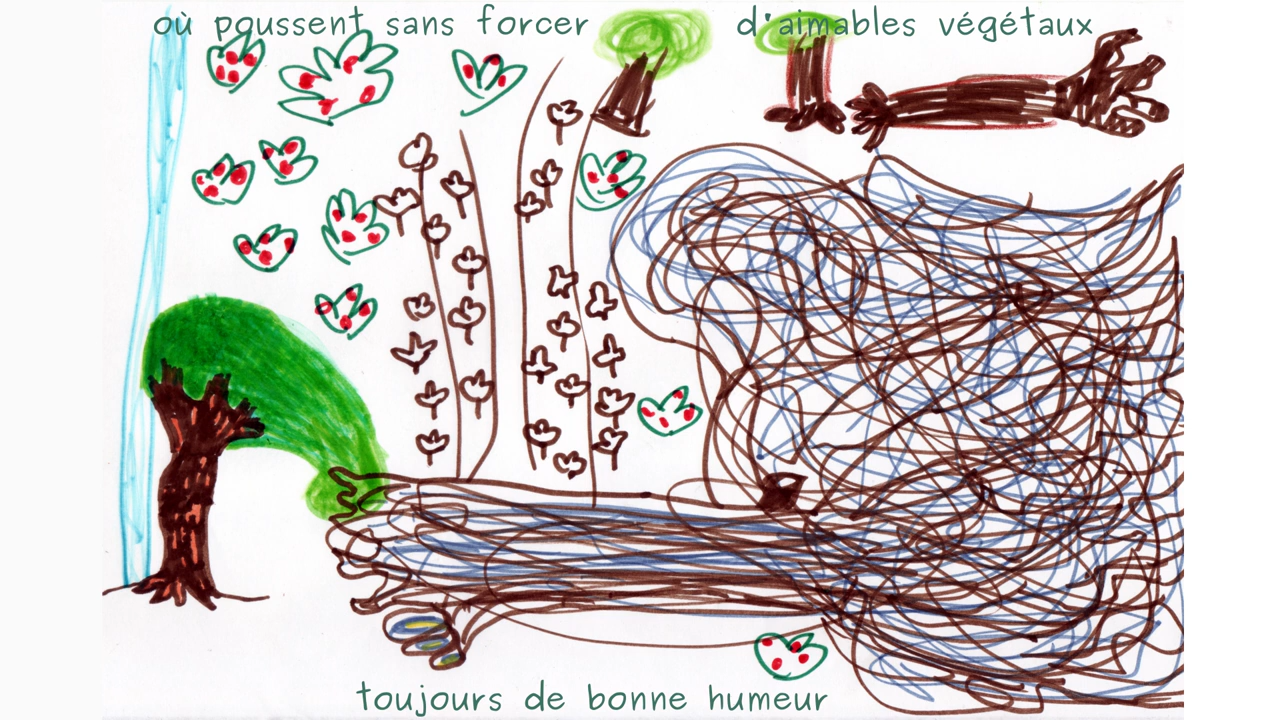 où poussent sans forcer d'aimables végétaux
toujours de bonne humeur